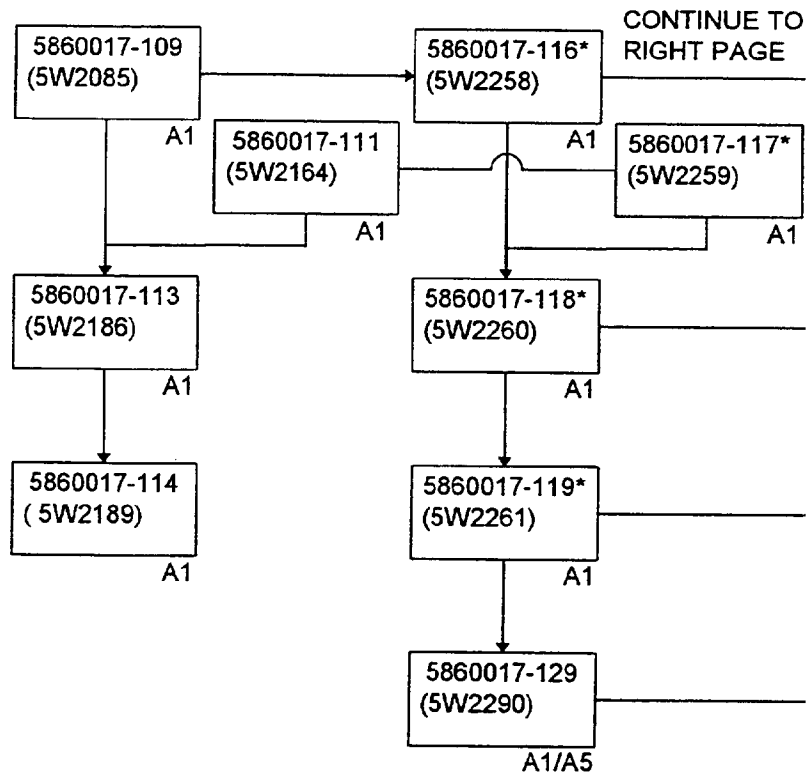 CONTINUE TO
RIGHT PAGE
5860017-109
(5W2085)
A1
5860017-116*
(5W2258)
A1
5860017-111
(5W2164)
A1
5860017-117*
(5W2259)
A1
5860017-113
(5W2186)
A1
5860017-118*
(5W2260)
A1
5860017-114
( 5W2189)
A1
5860017-119*
(5W2261)
A1
5860017-129
(5W2290)
A1/A5